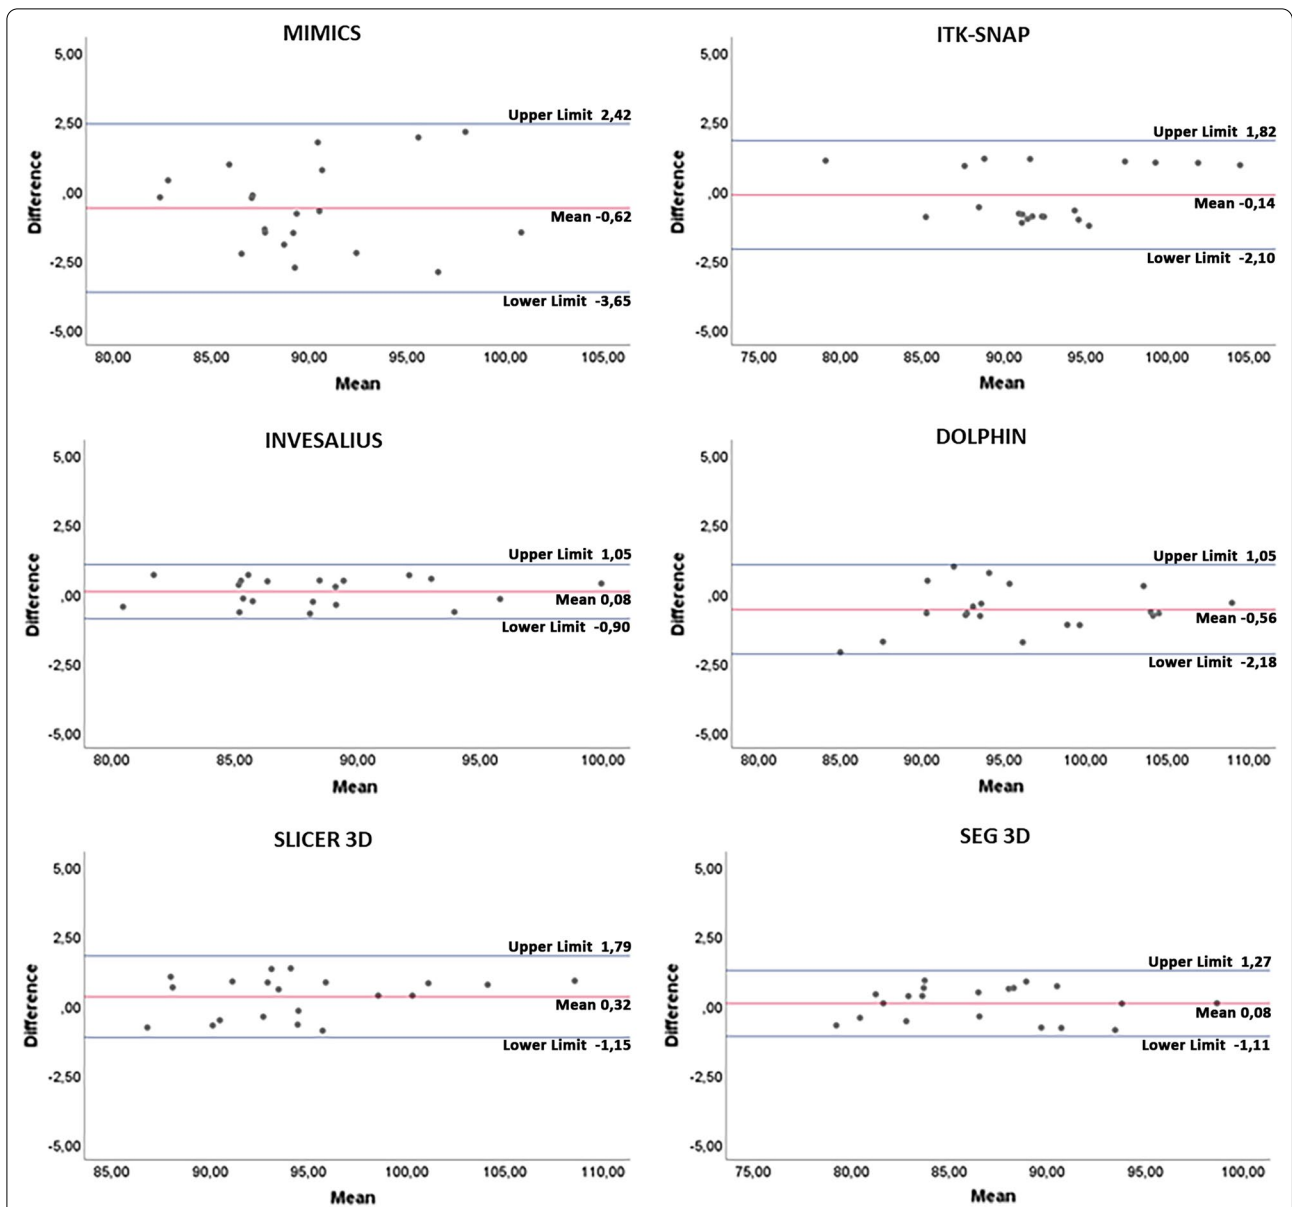 MIMICS
5,00
Upper Limit 2,42
2,50
Difference
,00
Mean -0,62
-2,50
Lower Limit -3,65
-5,00
80,00 85,00 90,00 95,00 100,00 105,00
Mean
ITK-SNAP
5,00
2,50
Upper Limit 1,82
Difference
,00
Mean -0,14
-2,50
Lower Limit -2,10
-5,00
75,00 80,00 85,00 90,00 95,00 100,00 105,00
Mean
INVESALIUS
5,00
2,50
Upper Limit 1,05
Difference
,00
Mean 0,08
Lower Limit -0,90
-2,50
-5,00
80,00 85,00 90,00 95,00 100,00
Mean
DOLPHIN
5,00
2,50
Upper Limit 1,05
Difference
,00
Mean -0,56
-2,50
Lower Limit -2,18
-5,00
80,00 85,00 90,00 95,00 100,00 105,00 110,00
Mean
SLICER 3D
5,00
2,50
Upper Limit 1,79
Difference
,00
Mean 0,32
Lower Limit -1,15
-2,50
-5,00
85,00 90,00 95,00 100,00 105,00 110,00
Mean
SEG 3D
5,00
2,50
Upper Limit 1,27
Difference
,00
Mean 0,08
Lower Limit -1,11
-2,50
-5,00
75,00 80,00 85,00 90,00 95,00 100,00
Mean